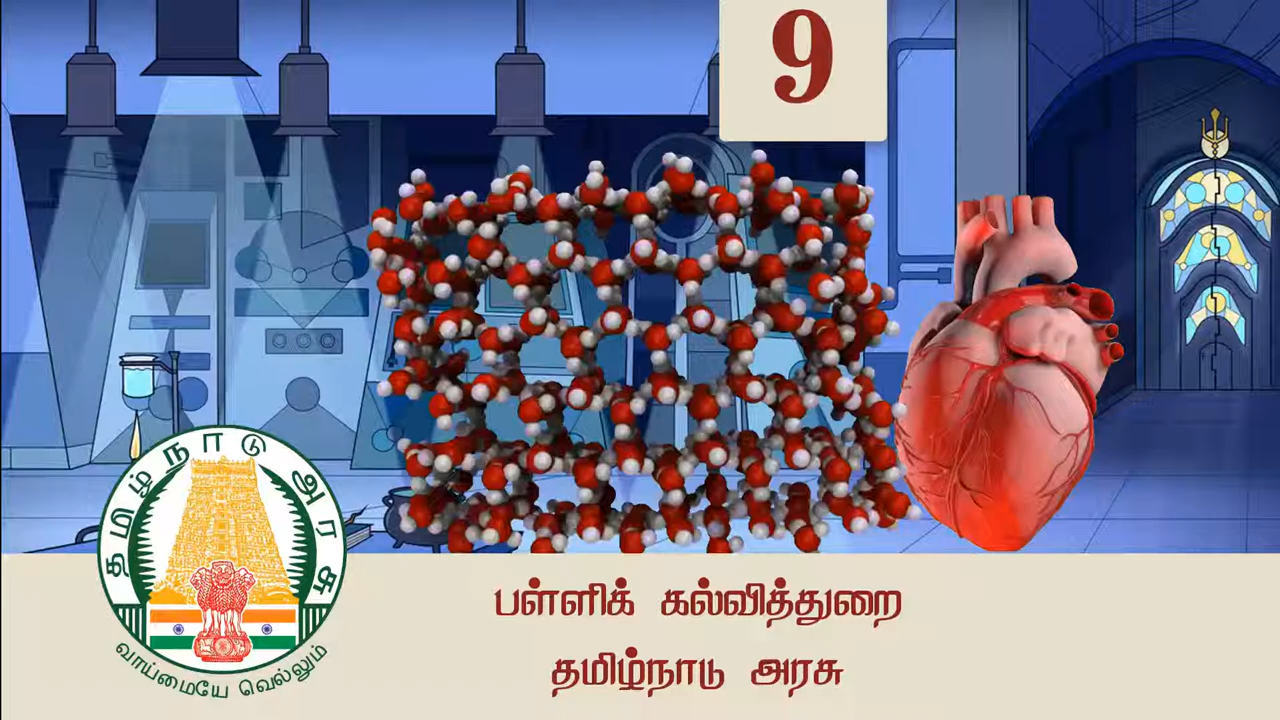 9
தமிழ்நாடு அரசு
வாய்மையே வெல்லும்
பள்ளிக் கல்வித்துறை
தமிழ்நாடு அரசு